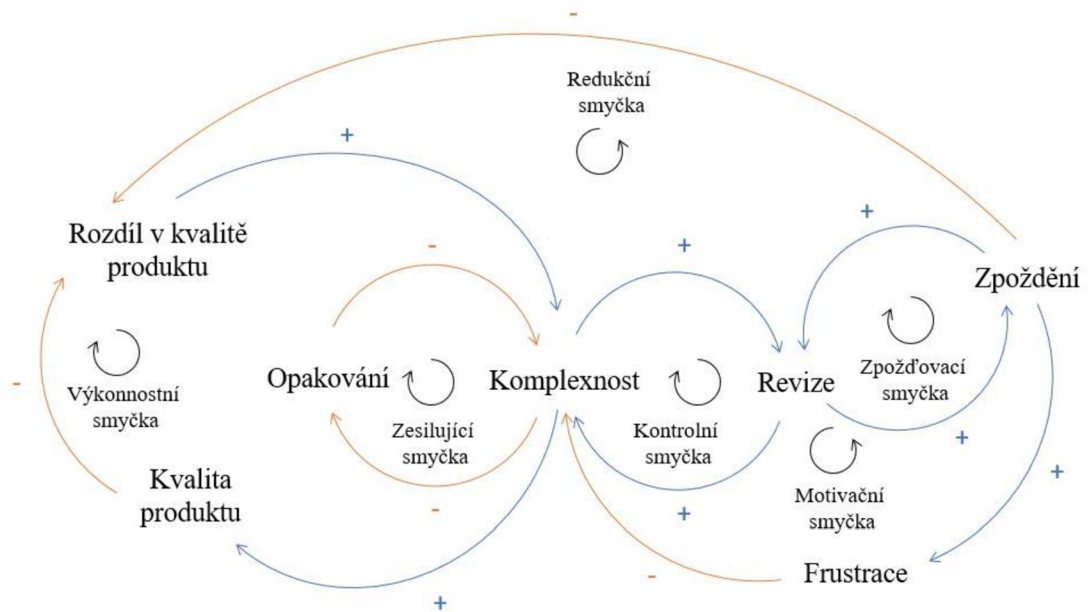 -
Redukční
smyčka
+
Rozdíl v kvalitě
produktu
-
+
+
Zpoždění
Opakování
Komplexnost
Revize
Zpožďovací
smyčka
-
Výkonnostní
smyčka
Zesilující
smyčka
Kontrolní
smyčka
+
Motivační
smyčka
+
Kvalita
produktu
-
+
-
Frustrace
+